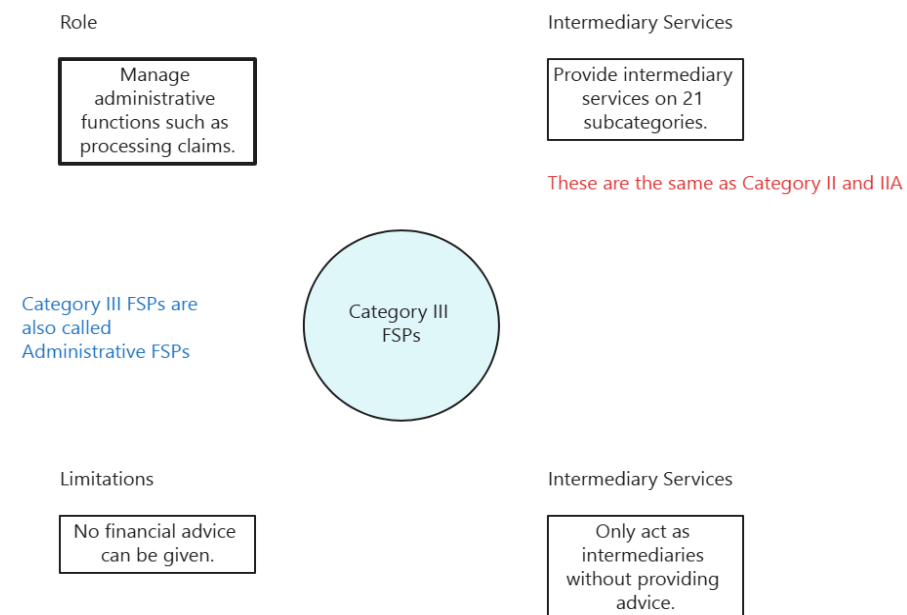 Role
Intermediary Services
Manage
administrative
functions such as
processing claims.
Provide intermediary
services on 21
subcategories.
These are the same as Category II and IIA
Category III FSPs are
also called
Administrative FSPs
Category III
FSPs
Limitations
Intermediary Services
No financial advice
can be given.
Only act as
intermediaries
without providing
advice.